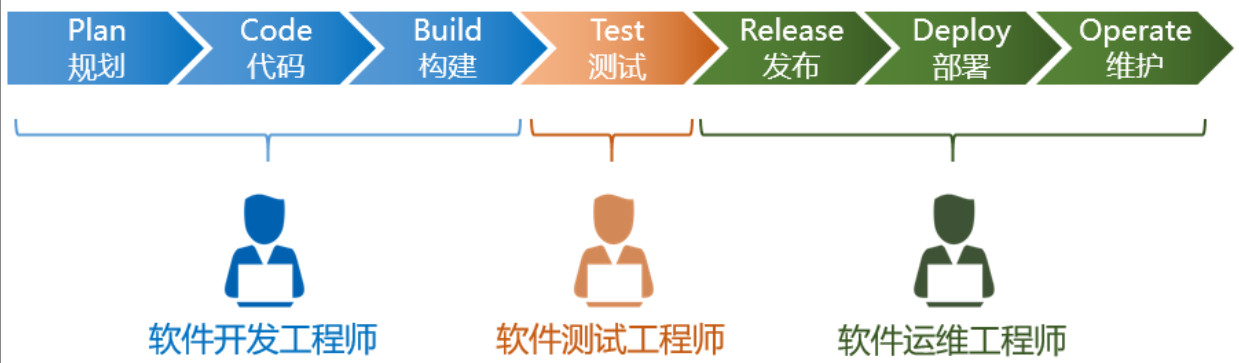 Plan
规划
Code
代码
Build
构建
Test
测试
Release
发布
Deploy
部署
Operate
维护
软件开发工程师
软件测试工程师
软件运维工程师